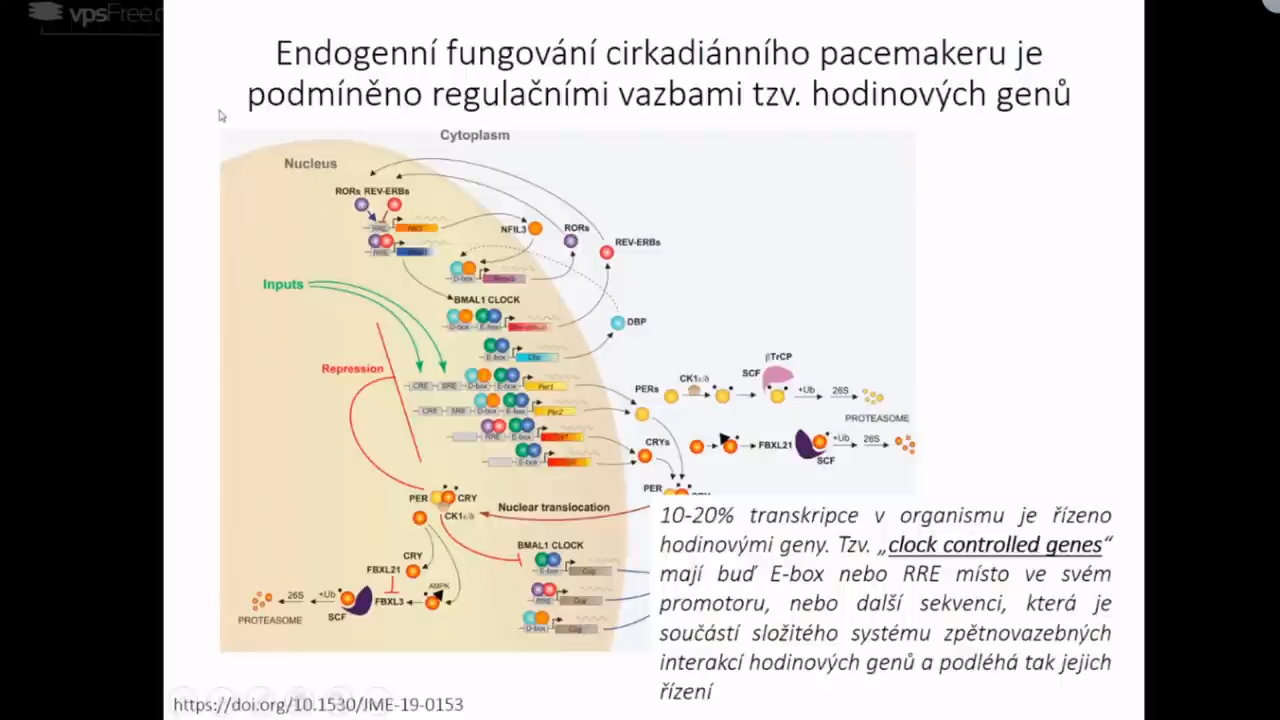 vpsFree
Endogenní fungování cirkadiánního pacemakeru je
podmíněno regulačními vazbami tzv. hodinových genů
Cytoplasm
Nucleus
RORs REV-ERBs
RRE
NFIL3
RORs
REV-ERBs
RRE
D-box
Inputs
BMAL1 CLOCK
D-box E-box
DBP
E-box Dbp
Repression
CRE SRE D-box E-box Per1
CRE SRE D-box E-box Per2
RRE E-box
E-box
PERs
CK1ε/δ
SCF
βTrCP
+Ub
26S
PROTEASOME
CRYs
FBXL21
SCF
+Ub
26S
PER
PER CRY
CK1ε/δ
Nuclear translocation
BMAL1 CLOCK
E-box Ccg
RRE Ccg
D-box Ccg
CRY
FBXL21
AMPK
FBXL3
SCF
+Ub
26S
PROTEASOME
10-20% transkripce v organismu je řízeno
hodinovými geny. Tzv. „clock controlled genes“
mají buď E-box nebo RRE místo ve svém
promotoru, nebo další sekvenci, která je
součástí složitého systému zpětnovazebných
interakcí hodinových genů a podléhá tak jejich
řízení
https://doi.org/10.1530/JME-19-0153